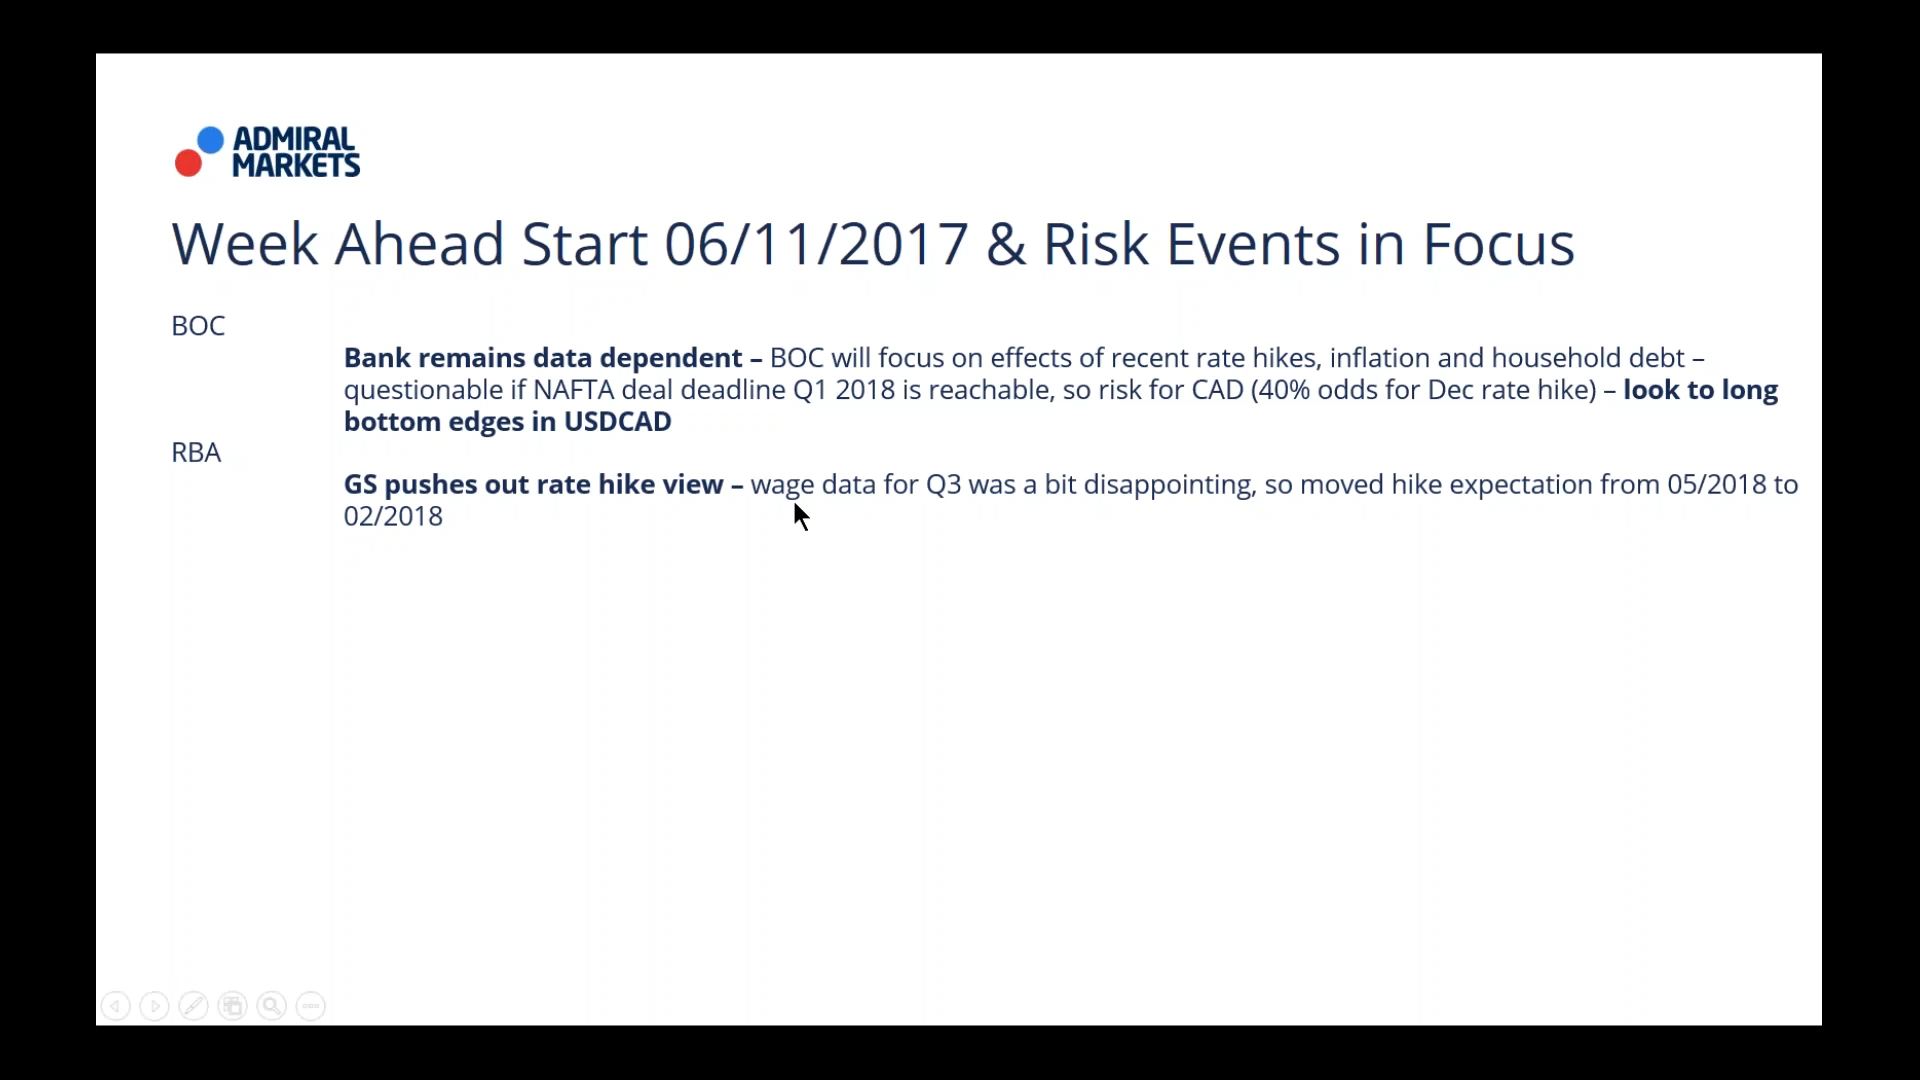 ADMIRAL
MARKETS
Week Ahead Start 06/11/2017 & Risk Events in Focus
BOC
Bank remains data dependent – BOC will focus on effects of recent rate hikes, inflation and household debt –
questionable if NAFTA deal deadline Q1 2018 is reachable, so risk for CAD (40% odds for Dec rate hike) – look to long
bottom edges in USDCAD
RBA
GS pushes out rate hike view – wage data for Q3 was a bit disappointing, so moved hike expectation from 05/2018 to
02/2018